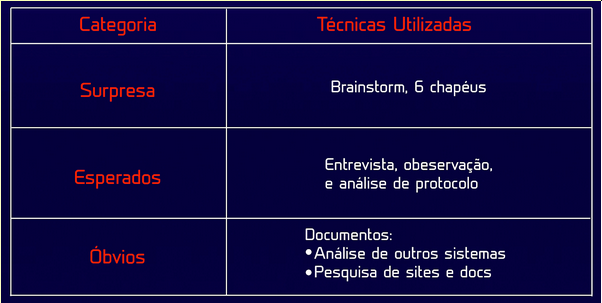 Categoria
Técnicas Utilizadas
Surpresa
Brainstorm, 6 chapéus
Esperados
Entrevista, obeservação,
e análise de protocolo
Óbvios
Documentos:
•Análise de outros sistemas
•Pesquisa de sites e docs